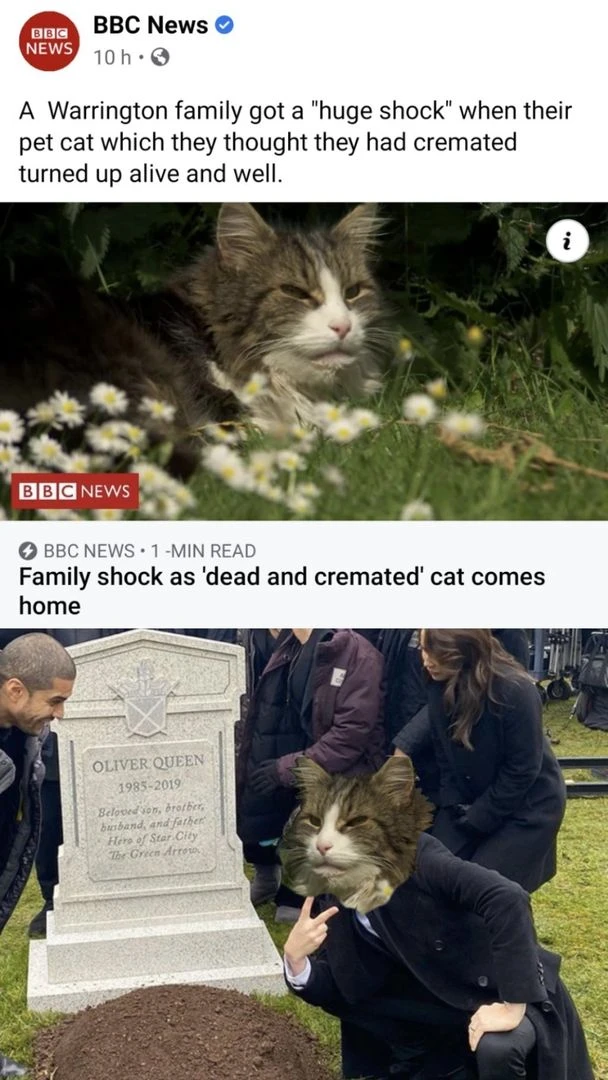 BBC
NEWS
BBC News
10 h
A Warrington family got a "huge shock" when their
pet cat which they thought they had cremated
turned up alive and well.
i
BBC NEWS
BBC NEWS • 1 -MIN READ
Family shock as 'dead and cremated' cat comes
home
OLIVER QUEEN
1985-2019
Beloved son, brother,
husband, and father.
Hero of Star City
The Green Arrow.